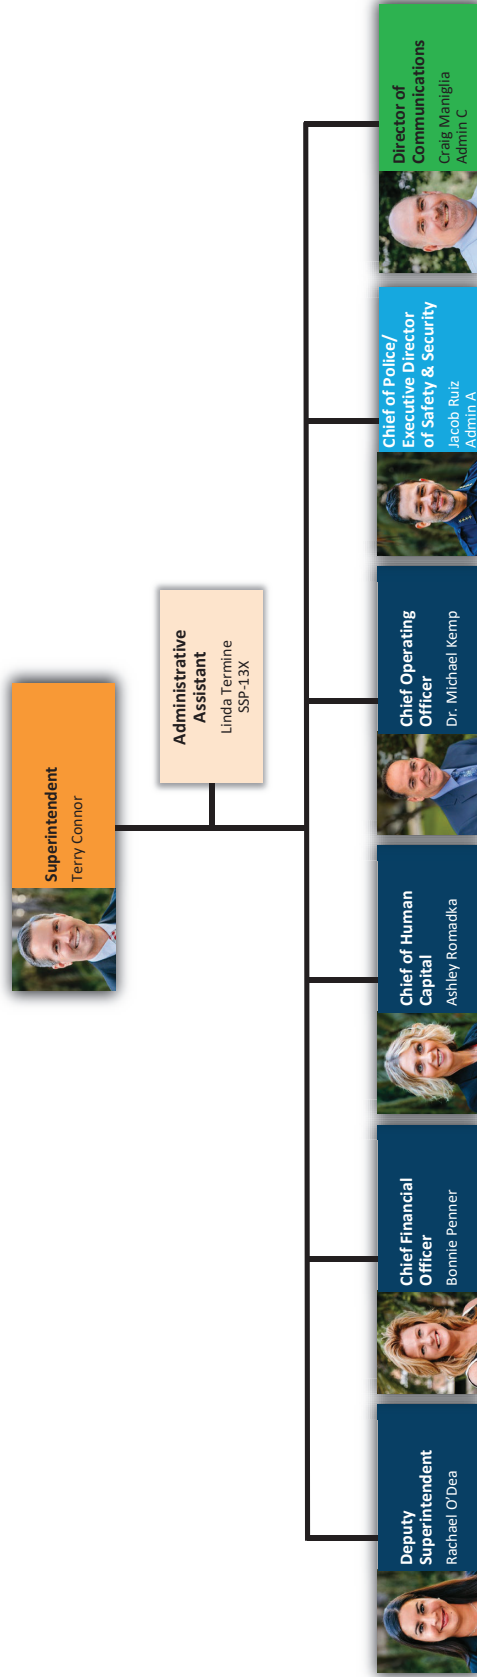 Superintendent
Terry Connor
Administrative
Assistant
Linda Termine
SSP-13X
Deputy
Superintendent
Rachael O’Dea
Chief Financial
Officer
Bonnie Penner
Chief of Human
Capital
Ashley Romadka
Chief Operating
Officer
Dr. Michael Kemp
Chief of Police/
Executive Director
of Safety & Security
Jacob Ruiz
Admin A
Director of
Communications
Craig Maniglia
Admin C